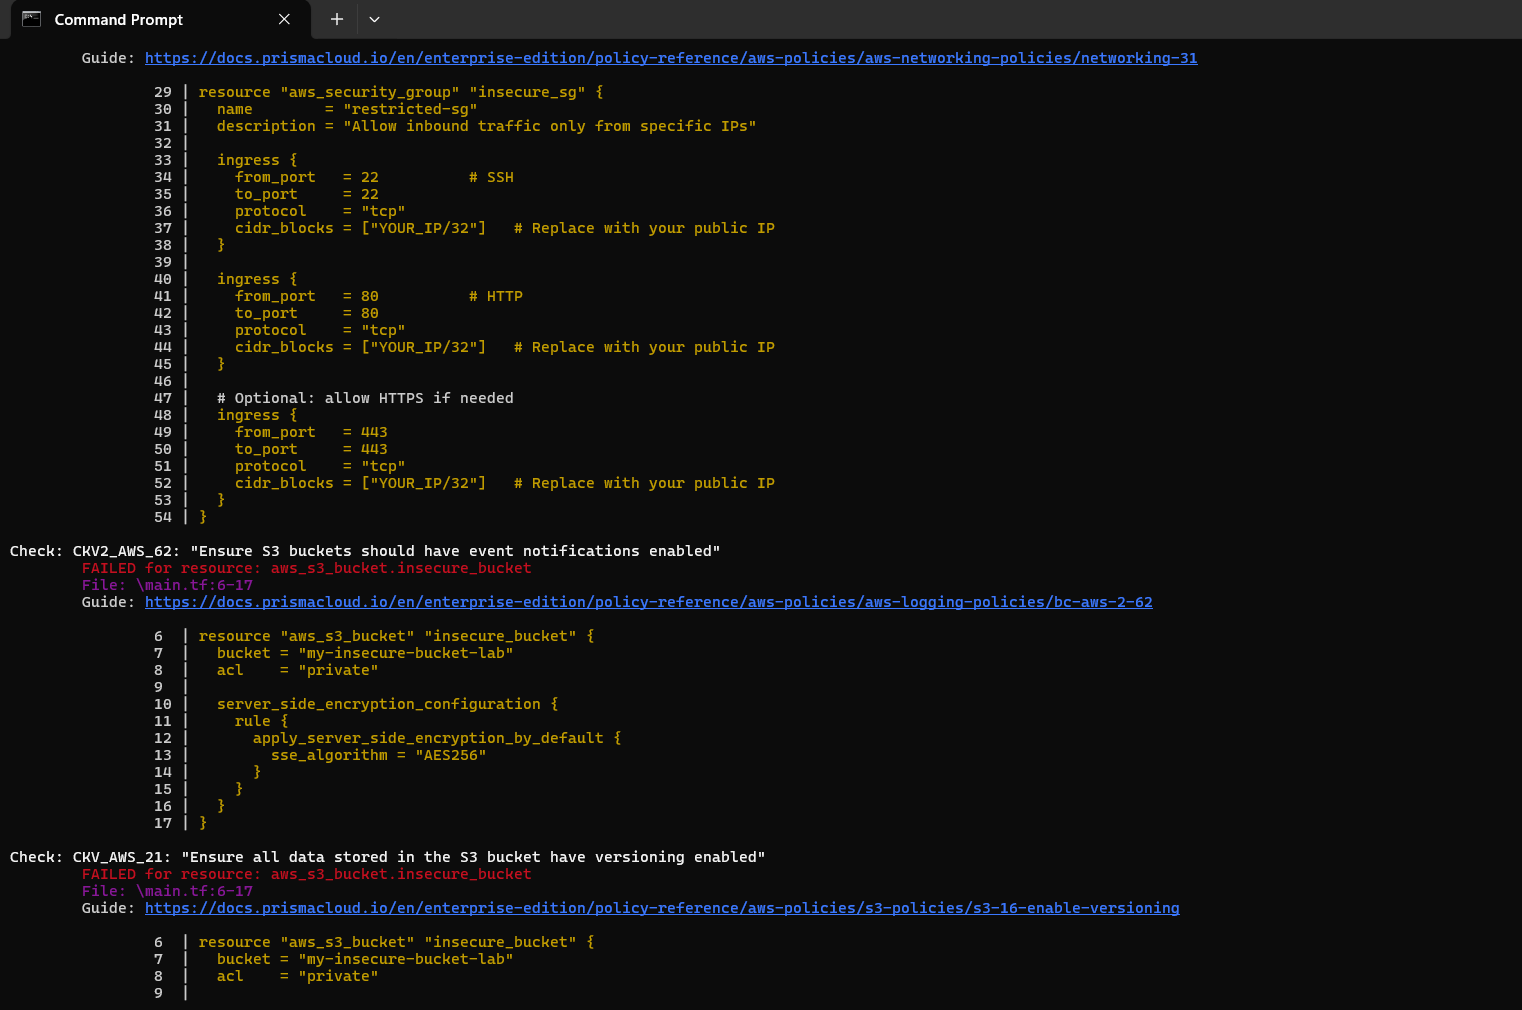 Command Prompt
Guide: https://docs.prismacloud.io/en/enterprise-edition/policy-reference/aws-policies/aws-networking-policies/networking-31
29 | resource "aws_security_group" "insecure_sg" {
30 |   name        = "restricted-sg"
31 |   description = "Allow inbound traffic only from specific IPs"
32 |
33 |   ingress {
34 |     from_port   = 22          # SSH
35 |     to_port     = 22
36 |     protocol    = "tcp"
37 |     cidr_blocks = ["YOUR_IP/32"]   # Replace with your public IP
38 |   }
39 |
40 |   ingress {
41 |     from_port   = 80          # HTTP
42 |     to_port     = 80
43 |     protocol    = "tcp"
44 |     cidr_blocks = ["YOUR_IP/32"]   # Replace with your public IP
45 |   }
46 |
47 |   # Optional: allow HTTPS if needed
48 |   ingress {
49 |     from_port   = 443
50 |     to_port     = 443
51 |     protocol    = "tcp"
52 |     cidr_blocks = ["YOUR_IP/32"]   # Replace with your public IP
53 |   }
54 | }
Check: CKV2_AWS_62: "Ensure S3 buckets should have event notifications enabled"
FAILED for resource: aws_s3_bucket.insecure_bucket
File: \main.tf:6-17
Guide: https://docs.prismacloud.io/en/enterprise-edition/policy-reference/aws-policies/aws-logging-policies/bc-aws-2-62
6  | resource "aws_s3_bucket" "insecure_bucket" {
7  |   bucket = "my-insecure-bucket-lab"
8  |   acl    = "private"
9  |
10 |   server_side_encryption_configuration {
11 |     rule {
12 |       apply_server_side_encryption_by_default {
13 |         sse_algorithm = "AES256"
14 |       }
15 |     }
16 |   }
17 | }
Check: CKV_AWS_21: "Ensure all data stored in the S3 bucket have versioning enabled"
FAILED for resource: aws_s3_bucket.insecure_bucket
File: \main.tf:6-17
Guide: https://docs.prismacloud.io/en/enterprise-edition/policy-reference/aws-policies/s3-policies/s3-16-enable-versioning
6  | resource "aws_s3_bucket" "insecure_bucket" {
7  |   bucket = "my-insecure-bucket-lab"
8  |   acl    = "private"
9  |